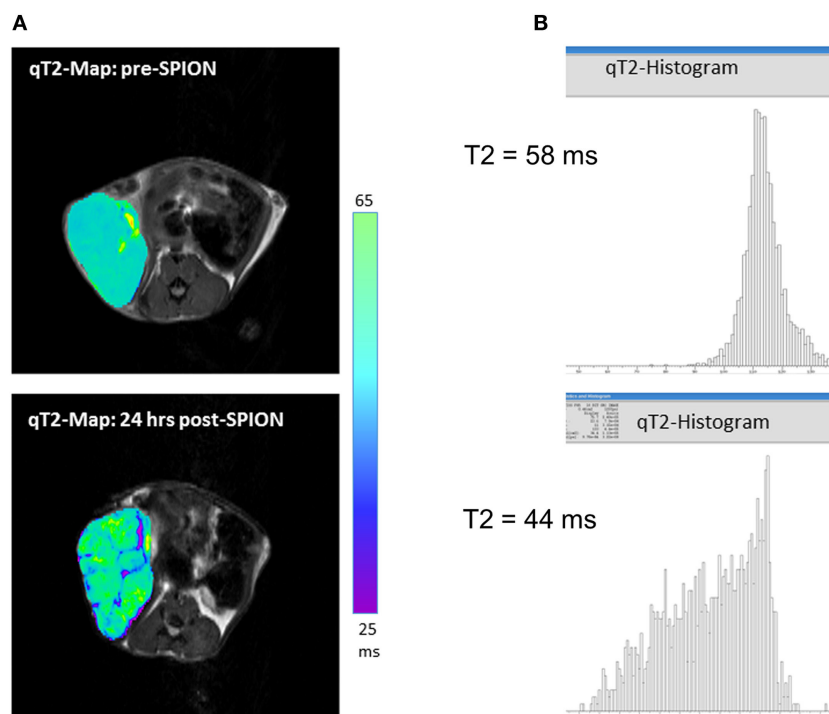 A
B
qT2-Map: pre-SPION
qT2-Histogram
T2 = 58 ms
65
25
ms
qT2-Map: 24 hrs post-SPION
qT2-Histogram
T2 = 44 ms